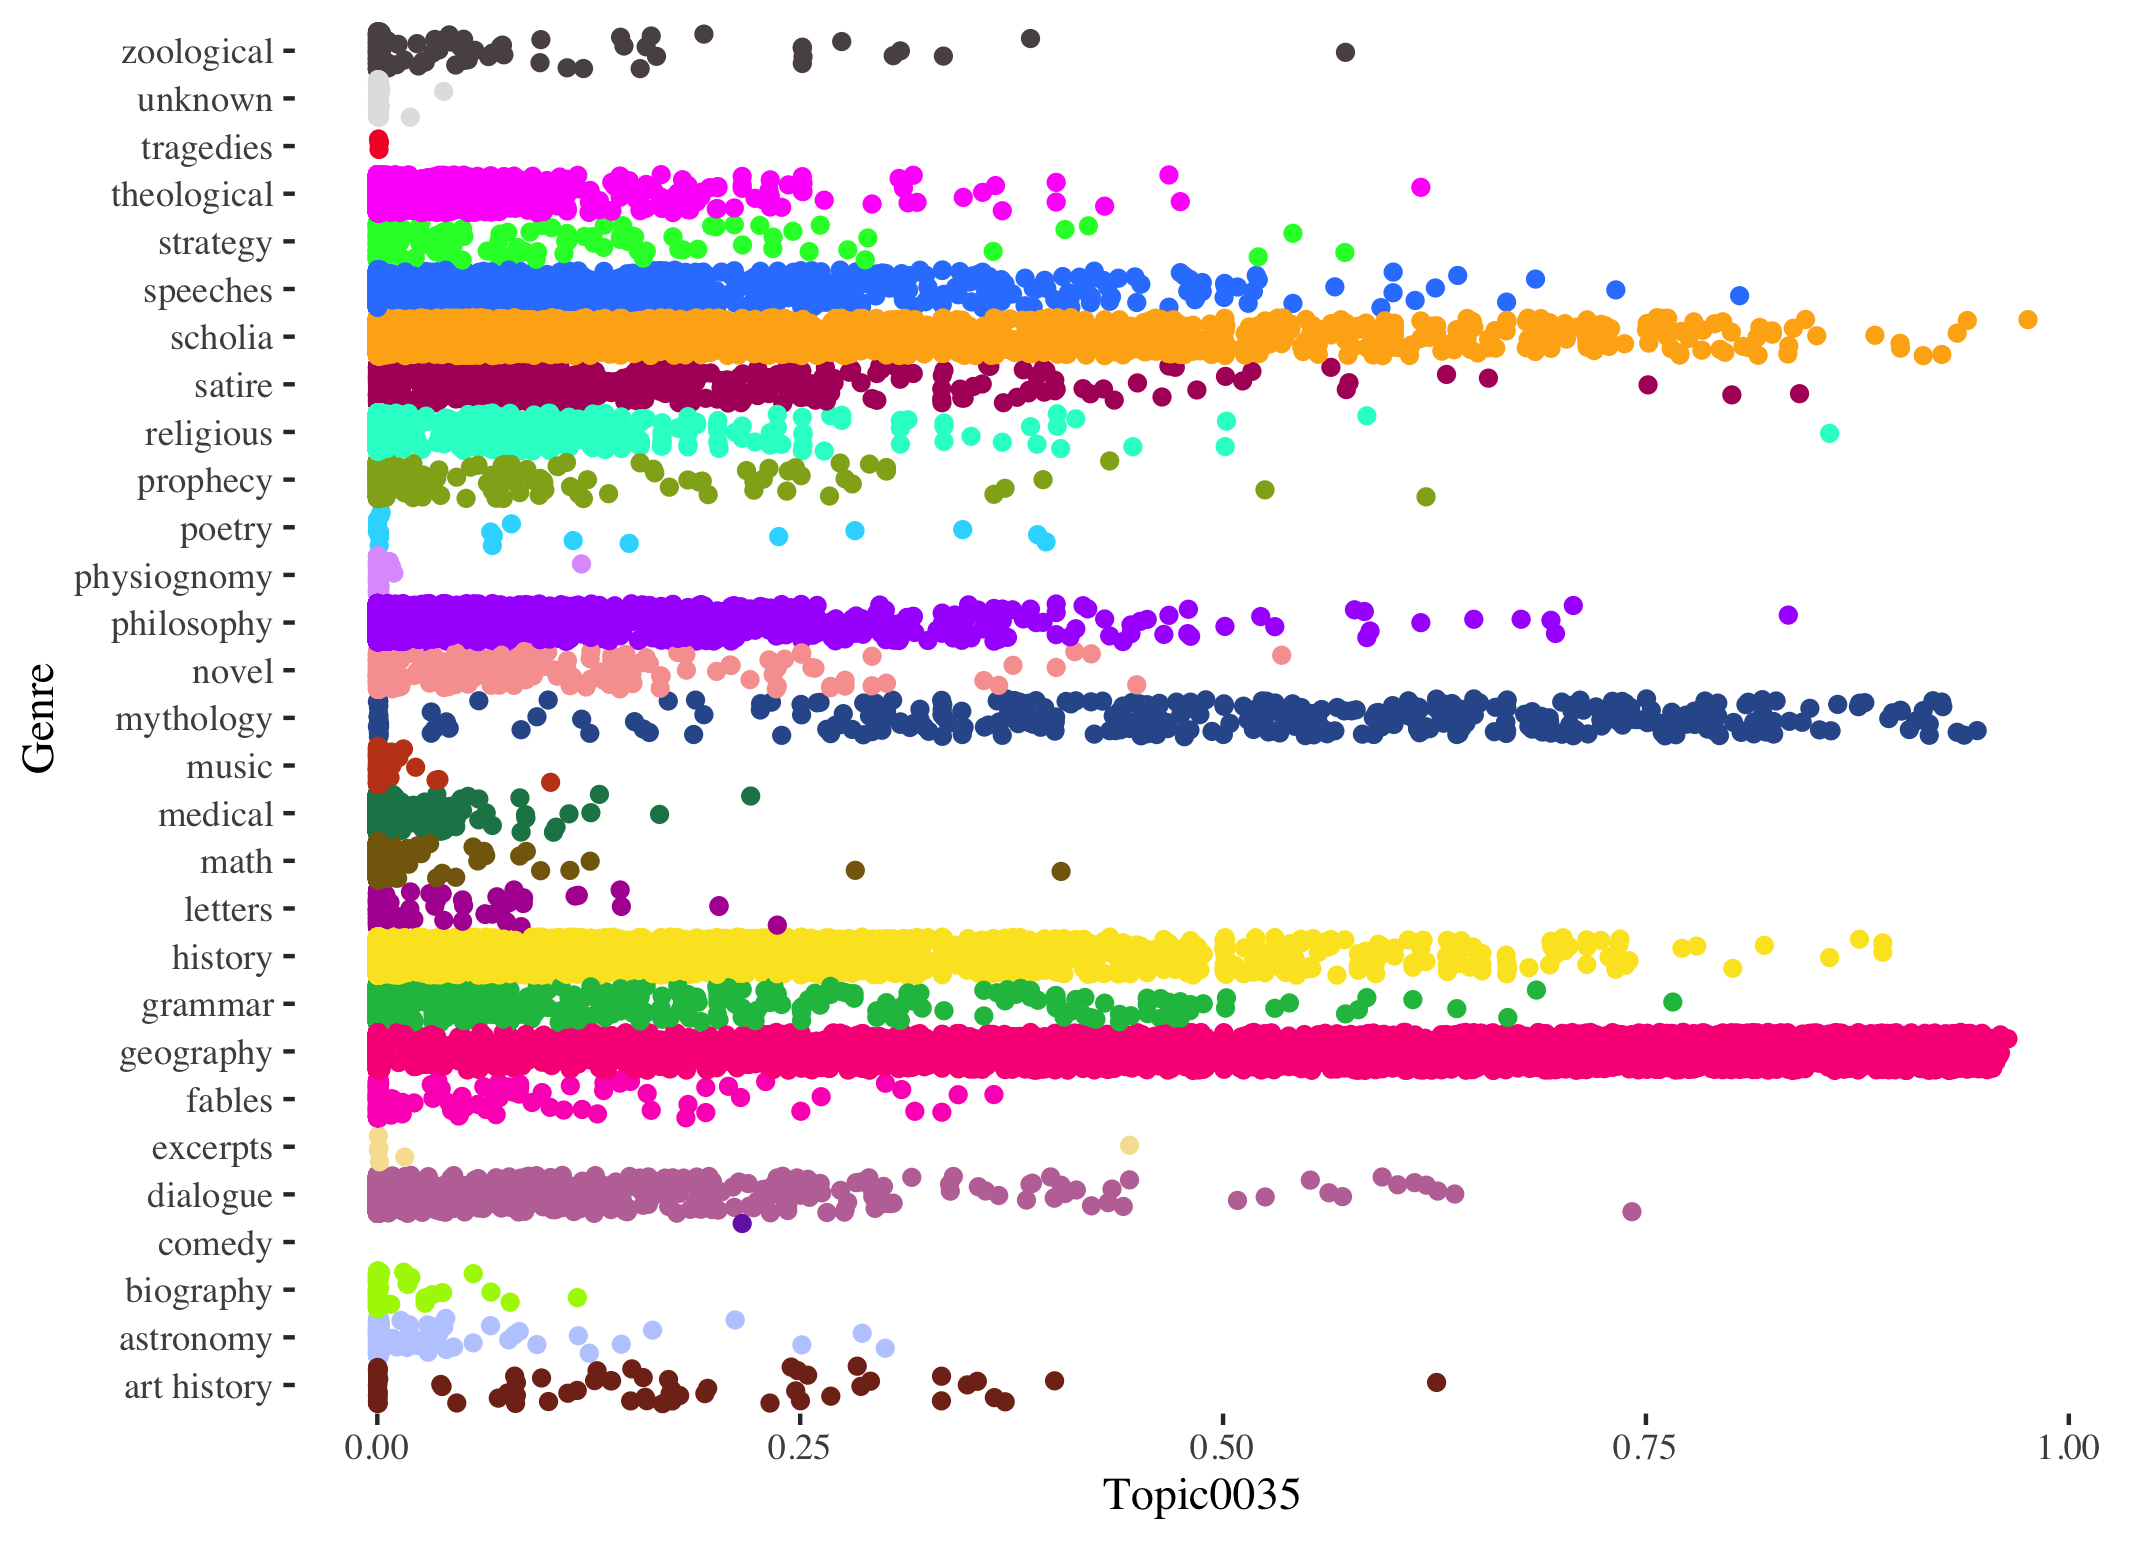 zoological
unknown
tragedies
theological
strategy
speeches
scholia
satire
religious
prophecy
poetry
physiognomy
philosophy
novel
mythology
music
medical
math
letters
history
grammar
geography
fables
excerpts
dialogue
comedy
biography
astronomy
art history
Genre
0.00 0.25 0.50 0.75 1.00
Topic0035